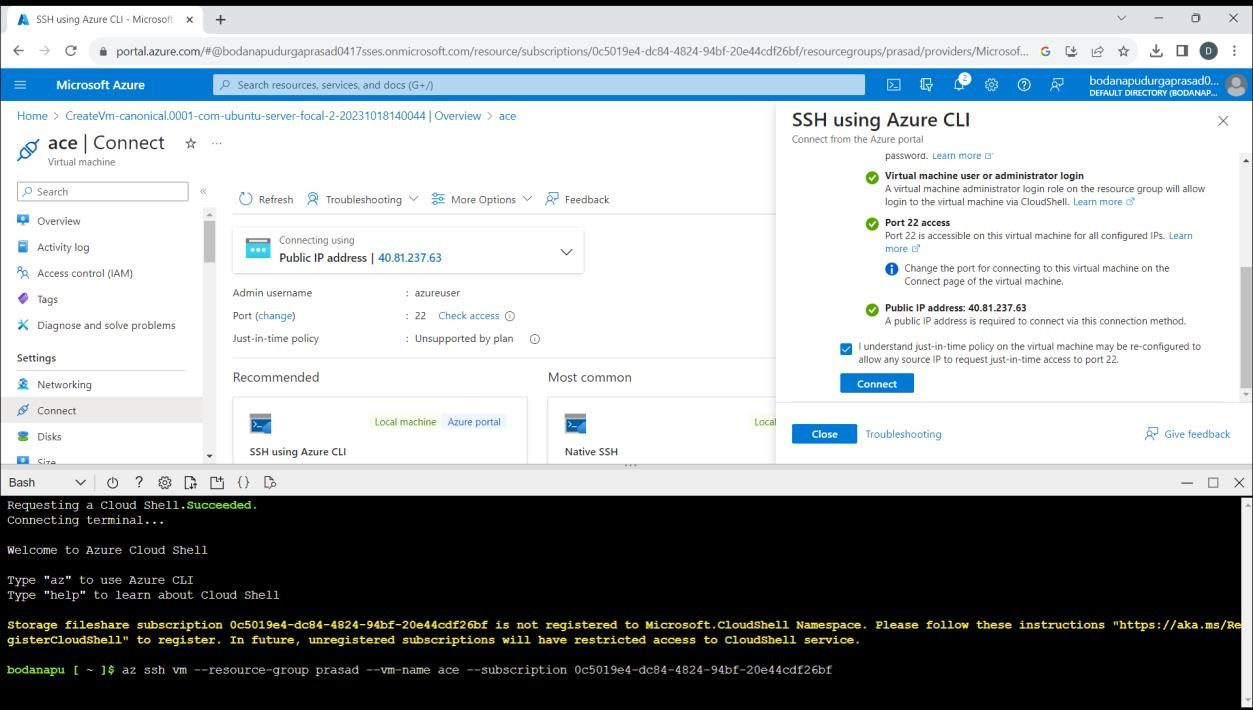 SSH using Azure CLI - Microsoft
portal.azure.com/#@bodanapudurgaprasad0417sses.onmicrosoft.com/resource/subscriptions/0c5019e4-dc84-4824-94bf-20e44cdf26bf/resourcegroups/prasad/providers/Microsof...
D
Microsoft Azure
Search resources, services, and docs (G+/)
2
bodanapudurgaprasad0...
DEFAULT DIRECTORY (BODANAP...
Home > CreateVm-canonical.0001-com-ubuntu-server-focal-2-20231018140044 | Overview > ace
ace | Connect
Virtual machine
Search
Overview
Activity log
Access control (IAM)
Tags
Diagnose and solve problems
Settings
Networking
Connect
Disks
Size
Refresh
Troubleshooting
More Options
Feedback
Connecting using
Public IP address | 40.81.237.63
Admin username : azureuser
Port (change) : 22 Check access
Just-in-time policy : Unsupported by plan
Recommended
Local machine Azure portal
SSH using Azure CLI
Most common
Local
Native SSH
SSH using Azure CLI
Connect from the Azure portal
password. Learn more
Virtual machine user or administrator login
A virtual machine administrator login role on the resource group will allow
login to the virtual machine via CloudShell. Learn more
Port 22 access
Port 22 is accessible on this virtual machine for all configured IPs. Learn
more
Change the port for connecting to this virtual machine on the
Connect page of the virtual machine.
Public IP address: 40.81.237.63
A public IP address is required to connect via this connection method.
I understand just-in-time policy on the virtual machine may be re-configured to
allow any source IP to request just-in-time access to port 22.
Connect
Close
Troubleshooting
Give feedback
Bash
Requesting a Cloud Shell.Succeeded.
Connecting terminal...
Welcome to Azure Cloud Shell
Type "az" to use Azure CLI
Type "help" to learn about Cloud Shell
Storage fileshare subscription 0c5019e4-dc84-4824-94bf-20e44cdf26bf is not registered to Microsoft.CloudShell Namespace. Please follow these instructions "https://aka.ms/Re
gisterCloudShell" to register. In future, unregistered subscriptions will have restricted access to CloudShell service.
bodanapu [ ~ ]$ az ssh vm --resource-group prasad --vm-name ace --subscription 0c5019e4-dc84-4824-94bf-20e44cdf26bf